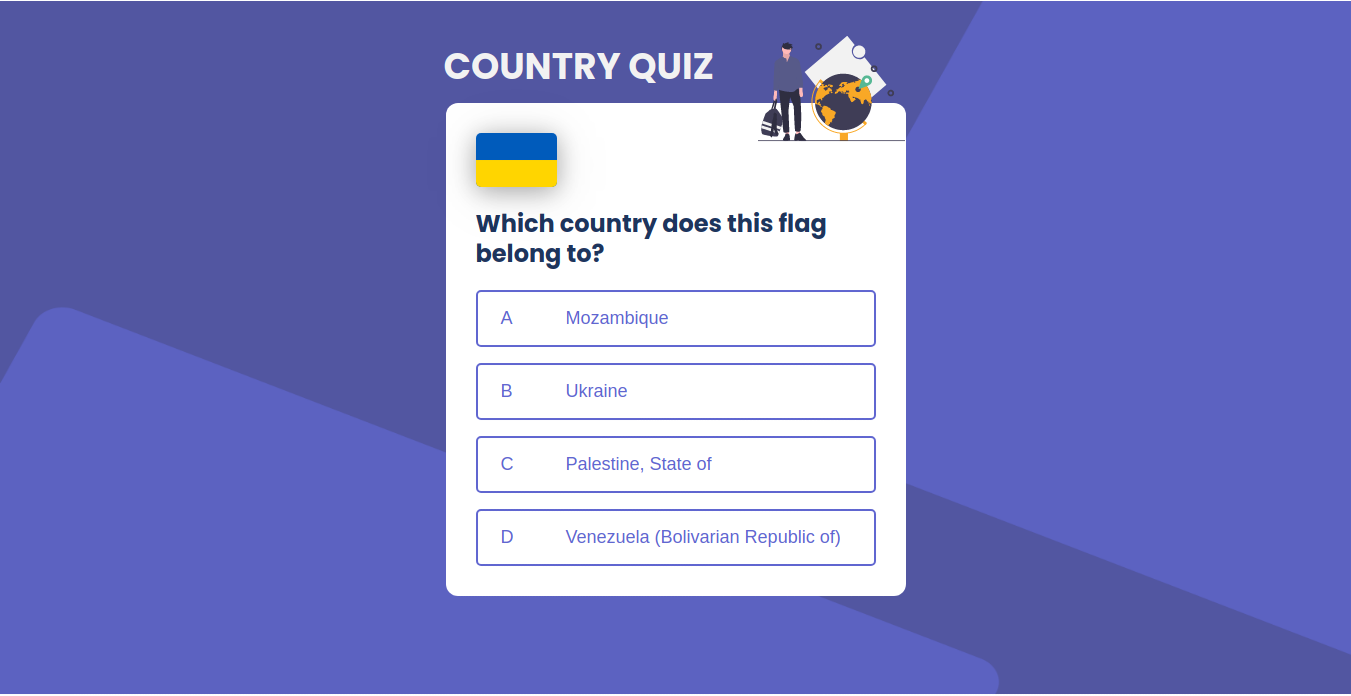 COUNTRY QUIZ
Which country does this flag
belong to?
A Mozambique
B Ukraine
C Palestine, State of
D Venezuela (Bolivarian Republic of)